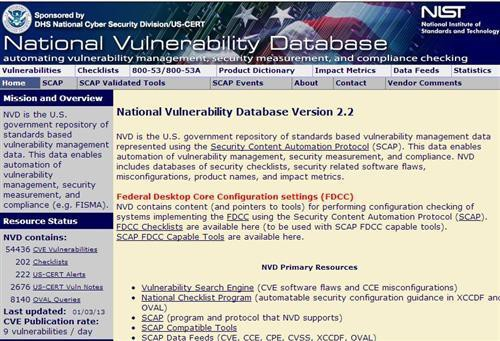 Sponsored by
DHS National Cyber Security Division/US-CERT
NIST
National Institute of
Standards and Technology
National Vulnerability Database
automating vulnerability management, security measurement, and compliance checking
Vulnerabilities Checklists 800-53/800-53A Product Dictionary Impact Metrics Data Feeds Statistics
Home SCAP SCAP Validated Tools SCAP Events About Contact Vendor Comments
Mission and Overview
NVD is the U.S.
government repository of
standards based
vulnerability management
data. This data enables
automation of
vulnerability
management, security
measurement, and
compliance (e.g. FISMA).
Resource Status
NVD contains:
54436 CVE Vulnerabilities
202 Checklists
222 US-CERT Alerts
2676 US-CERT Vuln Notes
8140 OVAL Queries
Last updated: 01/03/13
CVE Publication rate:
9 vulnerabilities / day
National Vulnerability Database Version 2.2
NVD is the U.S. government repository of standards based vulnerability management data
represented using the Security Content Automation Protocol (SCAP). This data enables
automation of vulnerability management, security measurement, and compliance. NVD
includes databases of security checklists, security related software flaws,
misconfigurations, product names, and impact metrics.
Federal Desktop Core Configuration settings (FDCC)
NVD contains content (and pointers to tools) for performing configuration checking of
systems implementing the FDCC using the Security Content Automation Protocol (SCAP).
FDCC Checklists are available here (to be used with SCAP FDCC capable tools).
SCAP FDCC Capable Tools are available here.
NVD Primary Resources
• Vulnerability Search Engine (CVE software flaws and CCE misconfigurations)
• National Checklist Program (automatable security configuration guidance in XCCDF and
OVAL)
• SCAP (program and protocol that NVD supports)
• SCAP Compatible Tools
• SCAP Data Feeds (CVE, CCE, CPE, CVSS, XCCDF, OVAL)